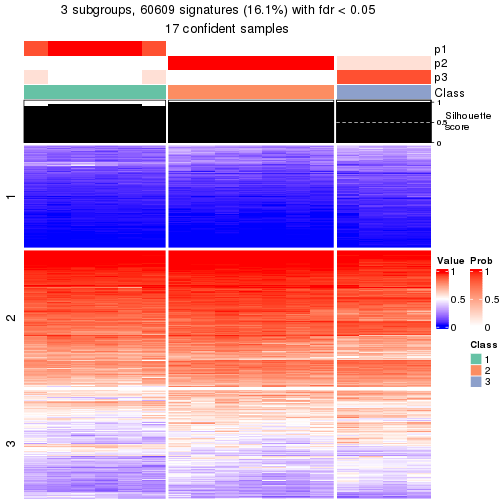 3 subgroups, 60609 signatures (16.1%) with fdr < 0.05
17 confident samples
p1
p2
p3
Class
1
0.5
0
Silhouette
score
1
2
3
Value
1
0.5
0
Prob
1
0.5
0
Class
1
2
3